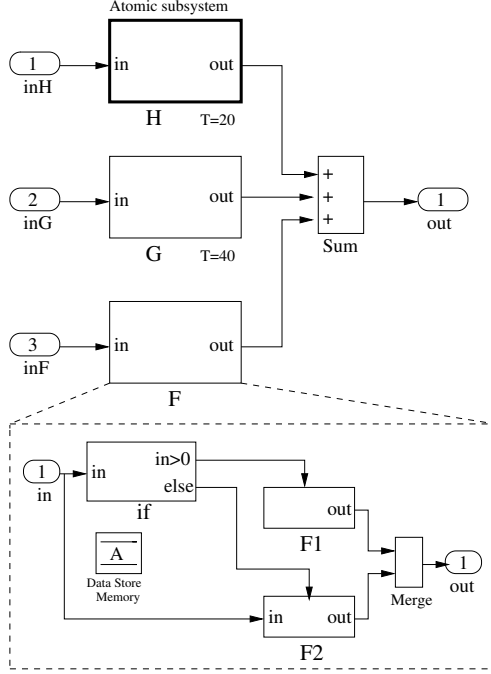 Atomic subsystem
1
in out
inH
H T=20
2
in out
+
+
+
1
inG
G T=40
Sum
out
3
in out
inF
F
1
in
in
in>0
else
if
out
F1
A
Data Store
Memory
in out
F2
Merge
1
out